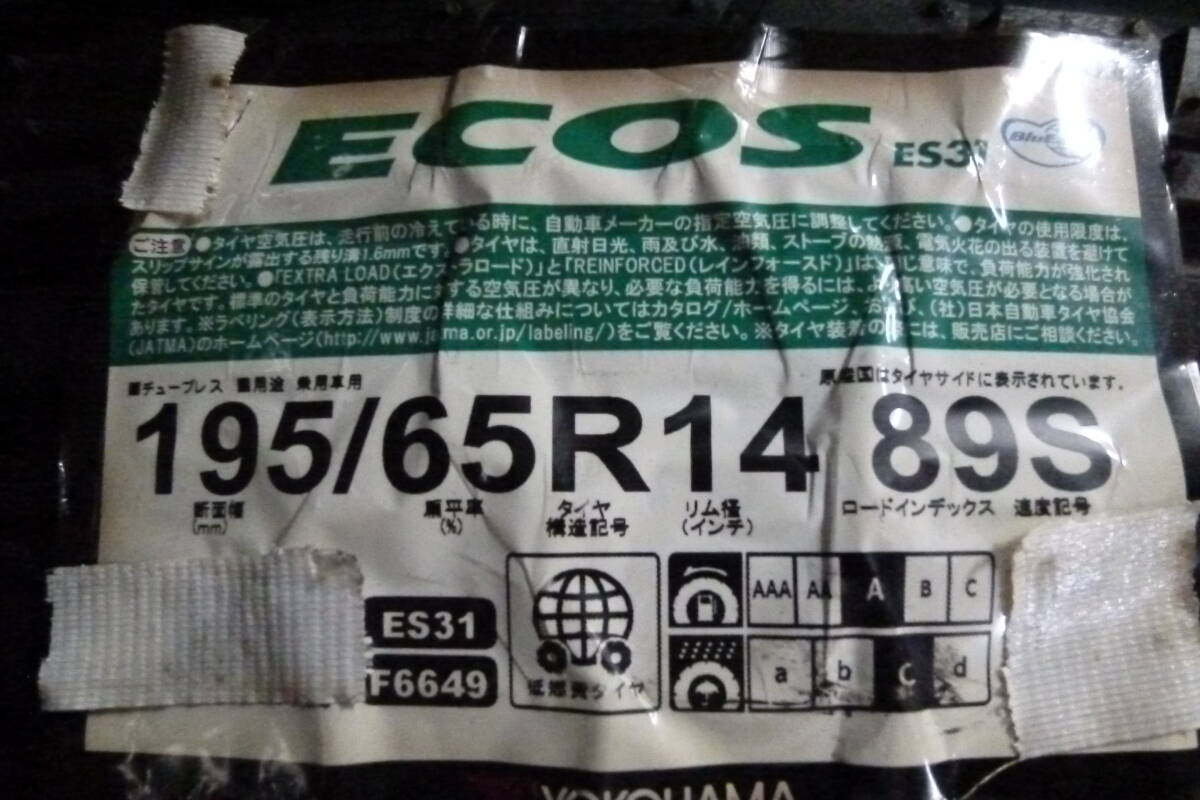 ECOS ES31
ご注意 ●タイヤ空気圧は、走行前の冷えている時に、自動車メーカーの指定空気圧に調整してください。●タイヤの使用限度は、
スリップサインが露出する残り溝1.6mmです。●タイヤは、直射日光、雨及び水、油類、ストーブの熱源、電気火花の出る装置を避けて
保管してください。●「EXTRA LOAD(エクストラロード)」と「REINFORCED(レインフォースド)」は同じ意味で、負荷能力が強化され
たタイヤです。標準のタイヤと負荷能力に対する空気圧が異なり、必要な負荷能力を得るには、高い空気圧が必要となる場合が
あります。※ラベリング(表示方法)制度の詳細な仕組みについてはカタログ/ホームページ、および、(社)日本自動車タイヤ協会
(JATMA)のホームページ(http://www.jatma.or.jp/labeling/)をご覧ください。※タイヤ装着の際には、販売店にご相談ください。
■チューブレス ■用途 乗用車用 原産国はタイヤサイドに表示されています。
195/65R14 89S
断面幅 扁平率 タイヤ リム径 ロードインデックス 速度記号
(mm) (%) 構造記号 (インチ)
AAA AA A B C
ES31
F6649
低燃費タイヤ
a b c d
YOKOHAMA